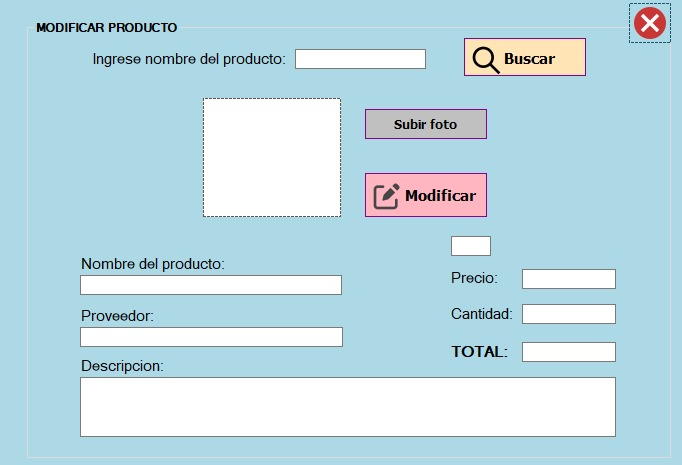 MODIFICAR PRODUCTO
Ingrese nombre del producto:
Buscar
Subir foto
Modificar
Nombre del producto:
Precio:
Proveedor:
Cantidad:
TOTAL:
Descripcion: